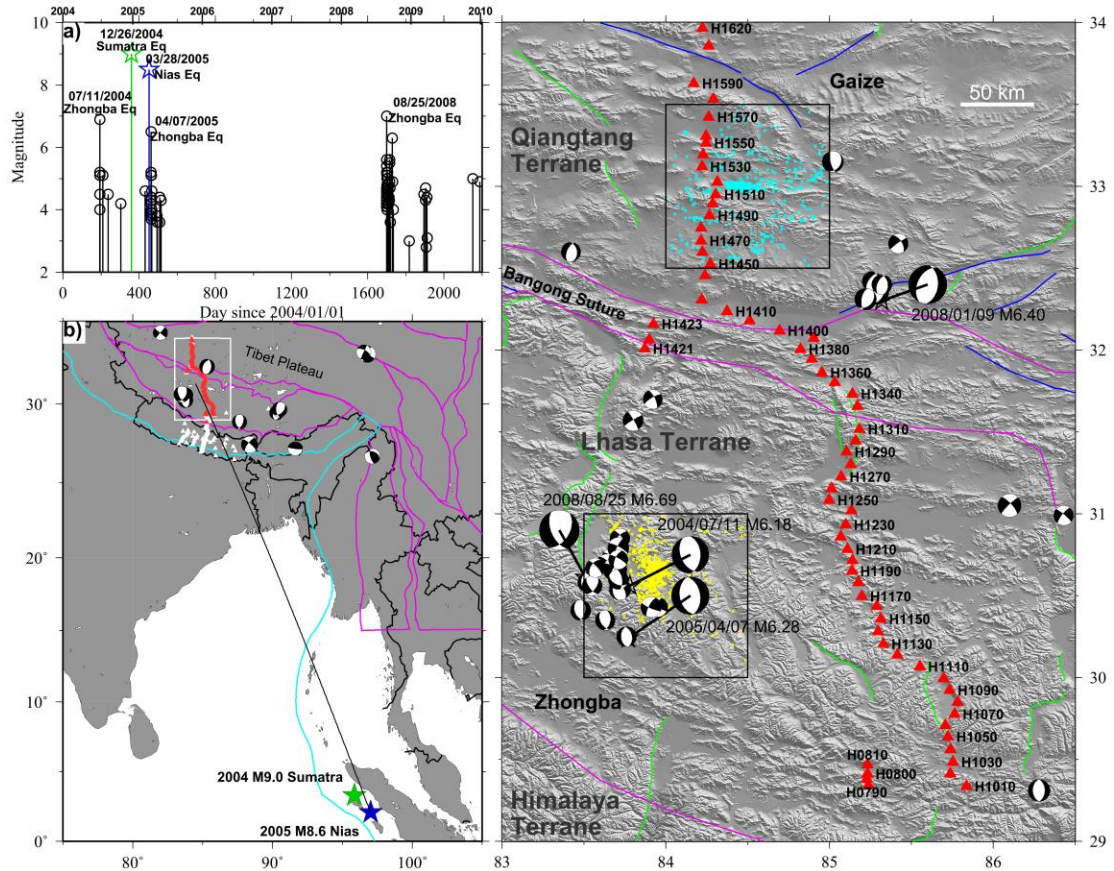 2004 2005 2006 2007 2008 2009 2010
a)
12/26/2004
Sumatra Eq
03/28/2005
Nias Eq
07/11/2004
Zhongba Eq
04/07/2005
Zhongba Eq
08/25/2008
Zhongba Eq
Magnitude
10
8
6
4
2
0 400 800 1200 1600 2000
Day since 2004/01/01
b)
Tibet Plateau
30°
20°
10°
0°
2004 M9.0 Sumatra
2005 M8.6 Nias
80° 90° 100°
H1620
Gaize
50 km
H1590
H1570
Qiangtang
Terrane
H1550
H1530
H1510
H1490
H1470
H1450
Bangong Suture
H1410
2008/01/09 M6.40
H1423
H1400
H1421
H1380
H1360
H1340
Lhasa Terrane
H1310
H1290
H1270
2008/08/25 M6.69
H1250
2004/07/11 M6.18
H1230
H1210
H1190
H1170
2005/04/07 M6.28
H1150
H1130
H1110
Zhongba
H1090
H1070
H1050
H0810
H1030
H0800
H0790
H1010
Himalaya
Terrane
34
33
32
31
30
29
83 84 85 86